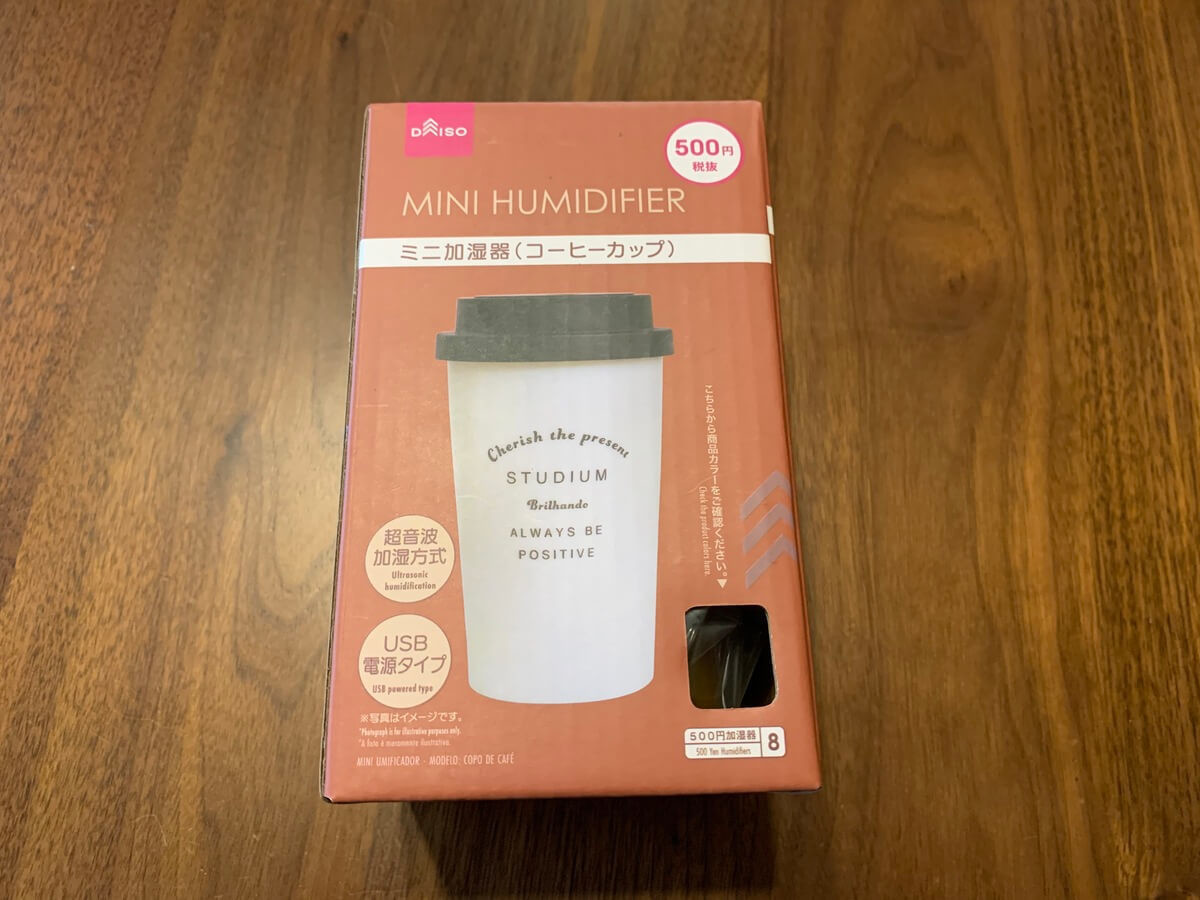 DAISO
500円
税抜
MINI HUMIDIFIER
ミニ加湿器(コーヒーカップ)
Cherish the present
STUDIUM
Brilhando
ALWAYS BE
POSITIVE
こちらから商品カラーをご確認ください。▼
Check the product colors here.
超音波
加湿方式
Ultrasonic
humidification
USB
電源タイプ
USB powered type
※写真はイメージです。
*Photograph is for illustrative purposes only.
*A foto é meramente ilustrativa.
MINI UMIFICADOR - MODELO: COPO DE CAFÉ
500円加湿器
500 Yen Humidifiers
8